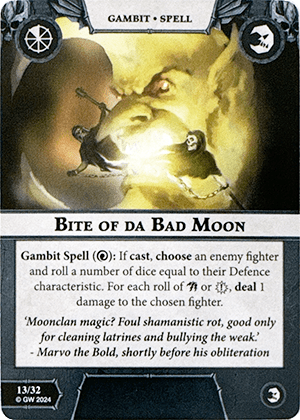 GAMBIT • SPELL
BITE OF DA BAD MOON
Gambit Spell (): If cast, choose an enemy fighter
and roll a number of dice equal to their Defence
characteristic. For each roll of or , deal 1
damage to the chosen fighter.
'Moonclan magic? Foul shamanistic rot, good only
for cleaning latrines and bullying the weak.'
- Marvo the Bold, shortly before his obliteration
13/32
© GW 2024